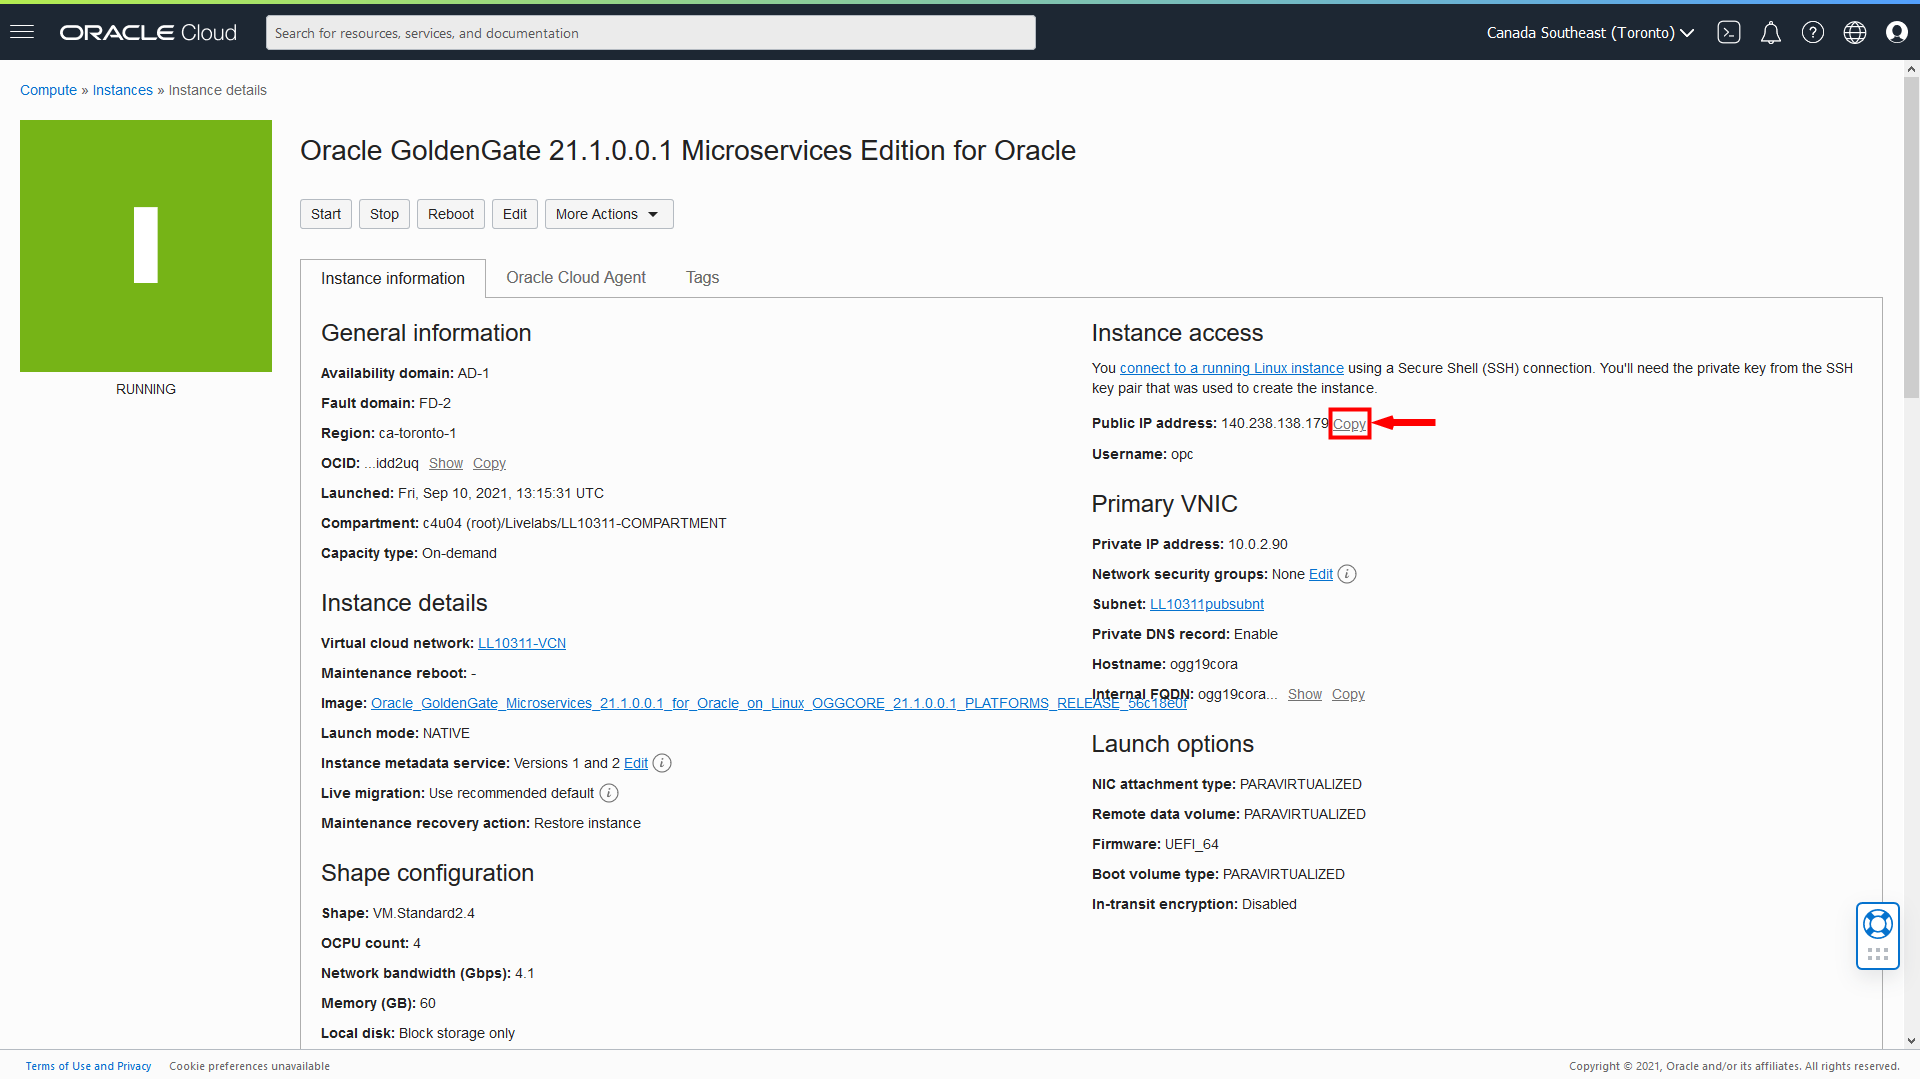 ORACLE Cloud
Search for resources, services, and documentation
Canada Southeast (Toronto)
Compute » Instances » Instance details
RUNNING
Oracle GoldenGate 21.1.0.0.1 Microservices Edition for Oracle
Start Stop Reboot Edit More Actions
Instance information Oracle Cloud Agent Tags
General information
Availability domain: AD-1
Fault domain: FD-2
Region: ca-toronto-1
OCID: ...idd2uq Show Copy
Launched: Fri, Sep 10, 2021, 13:15:31 UTC
Compartment: c4u04 (root)/Livelabs/LL10311-COMPARTMENT
Capacity type: On-demand
Instance details
Virtual cloud network: LL10311-VCN
Maintenance reboot: -
Image: Oracle_GoldenGate_Microservices_21.1.0.0.1_for_Oracle_on_Linux_OGGCORE_21.1.0.0.1_PLATFORMS_RELEASE_56c18e0f
Launch mode: NATIVE
Instance metadata service: Versions 1 and 2 Edit
Live migration: Use recommended default
Maintenance recovery action: Restore instance
Shape configuration
Shape: VM.Standard2.4
OCPU count: 4
Network bandwidth (Gbps): 4.1
Memory (GB): 60
Local disk: Block storage only
Instance access
You connect to a running Linux instance using a Secure Shell (SSH) connection. You'll need the private key from the SSH
key pair that was used to create the instance.
Public IP address: 140.238.138.179 Copy
Username: opc
Primary VNIC
Private IP address: 10.0.2.90
Network security groups: None Edit
Subnet: LL10311pubsubnt
Private DNS record: Enable
Hostname: ogg19cora
Internal FQDN: ogg19cora... Show Copy
Launch options
NIC attachment type: PARAVIRTUALIZED
Remote data volume: PARAVIRTUALIZED
Firmware: UEFI_64
Boot volume type: PARAVIRTUALIZED
In-transit encryption: Disabled
Terms of Use and Privacy Cookie preferences unavailable
Copyright © 2021, Oracle and/or its affiliates. All rights reserved.